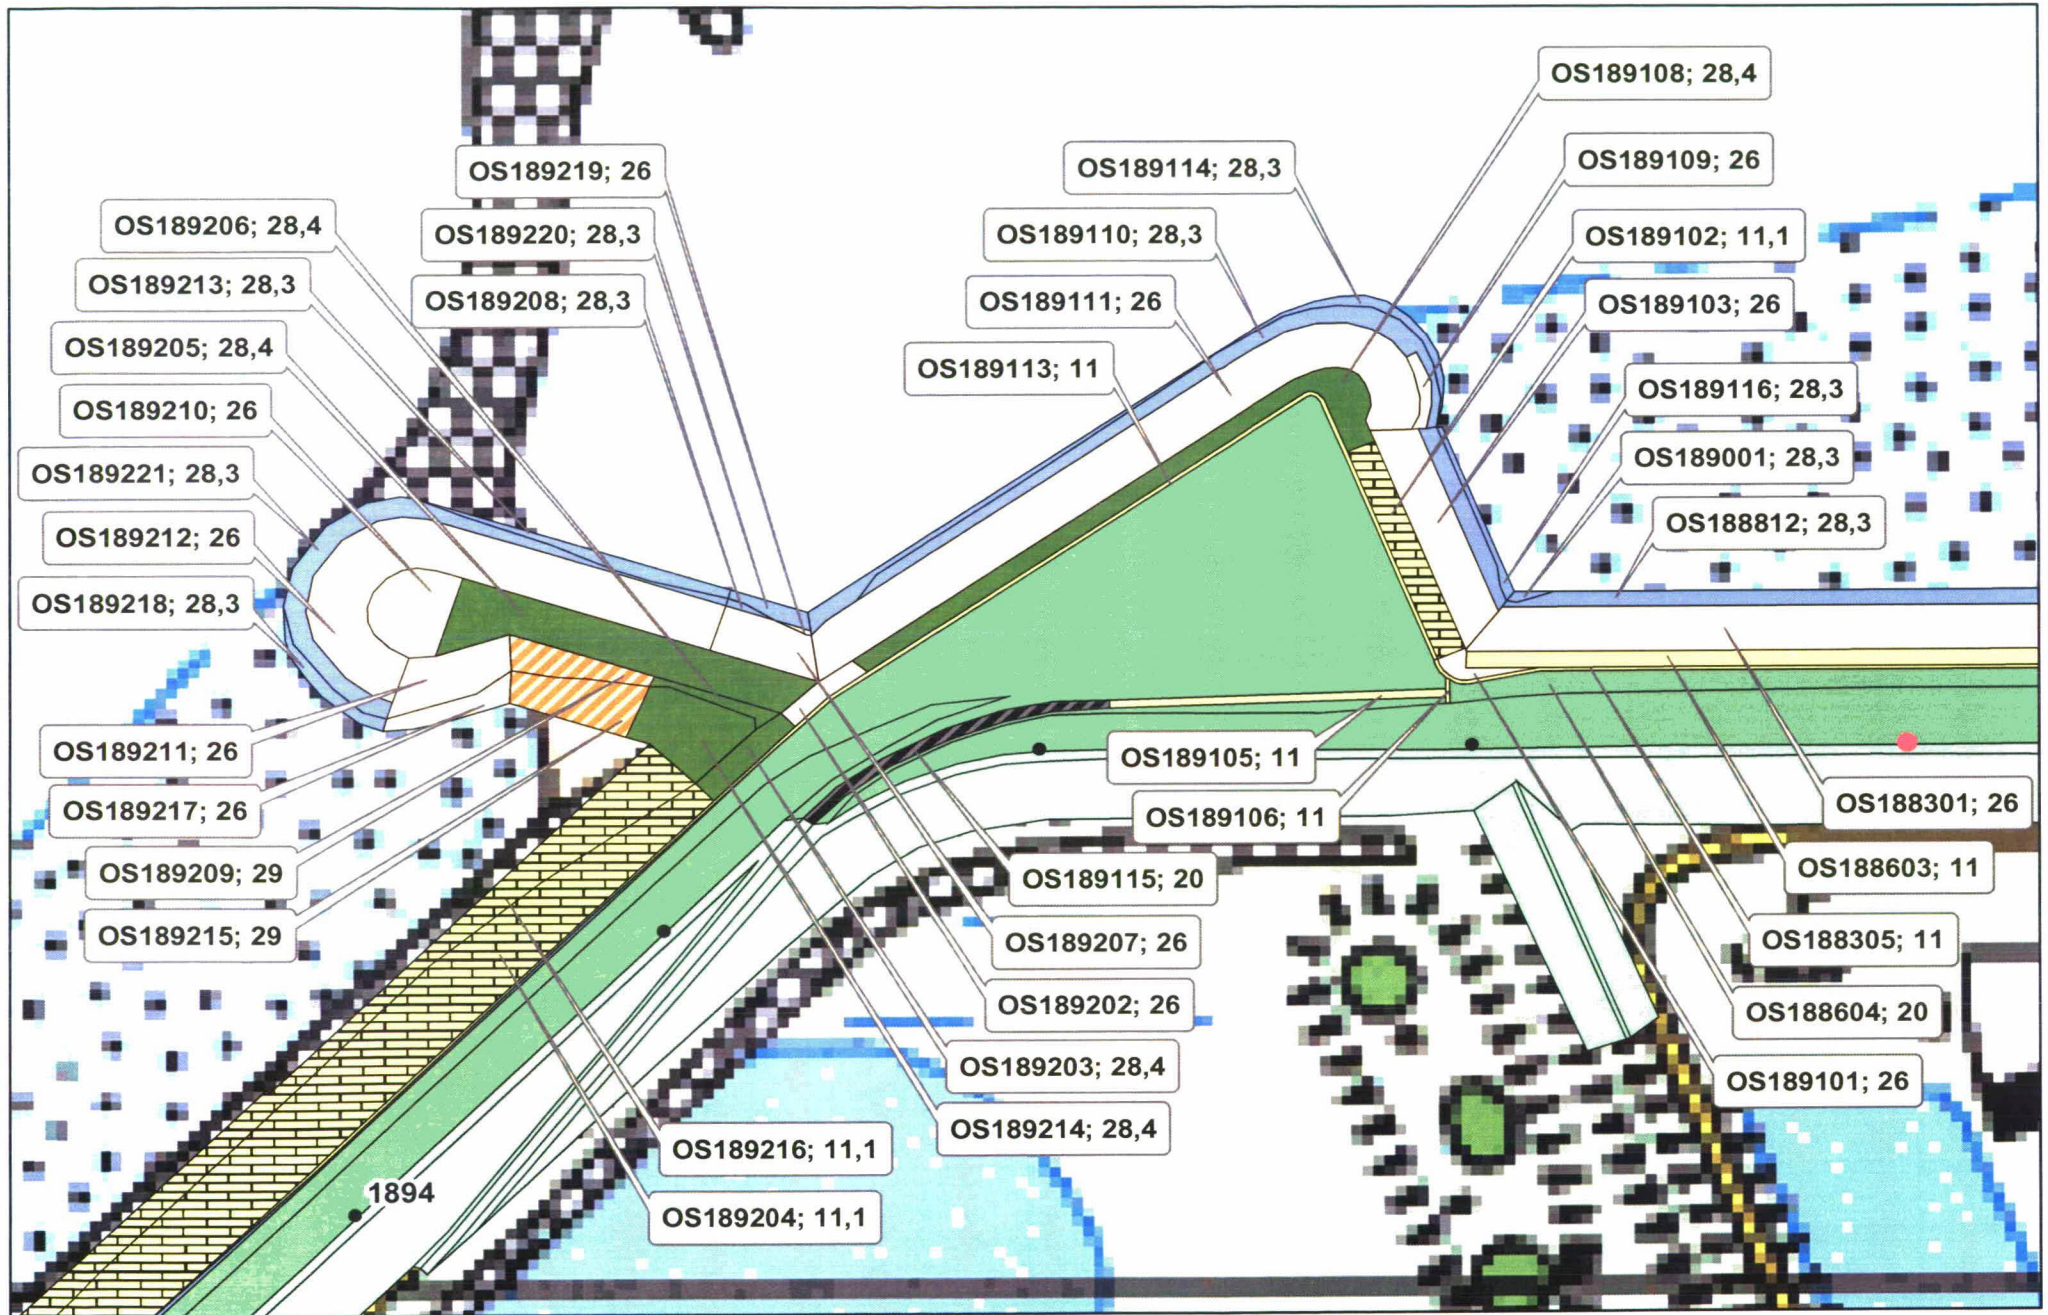 OS189108; 28,4
OS189219; 26
OS189114; 28,3
OS189109; 26
OS189206; 28,4
OS189220; 28,3
OS189110; 28,3
OS189102; 11,1
OS189213; 28,3
OS189208; 28,3
OS189111; 26
OS189103; 26
OS189205; 28,4
OS189113; 11
OS189116; 28,3
OS189210; 26
OS189001; 28,3
OS189221; 28,3
OS188812; 28,3
OS189212; 26
OS189218; 28,3
OS189211; 26
OS189105; 11
OS189217; 26
OS189106; 11
OS188301; 26
OS189209; 29
OS189115; 20
OS188603; 11
OS189215; 29
OS189207; 26
OS188305; 11
OS189202; 26
OS188604; 20
OS189203; 28,4
OS189101; 26
OS189214; 28,4
OS189216; 11,1
1894
OS189204; 11,1